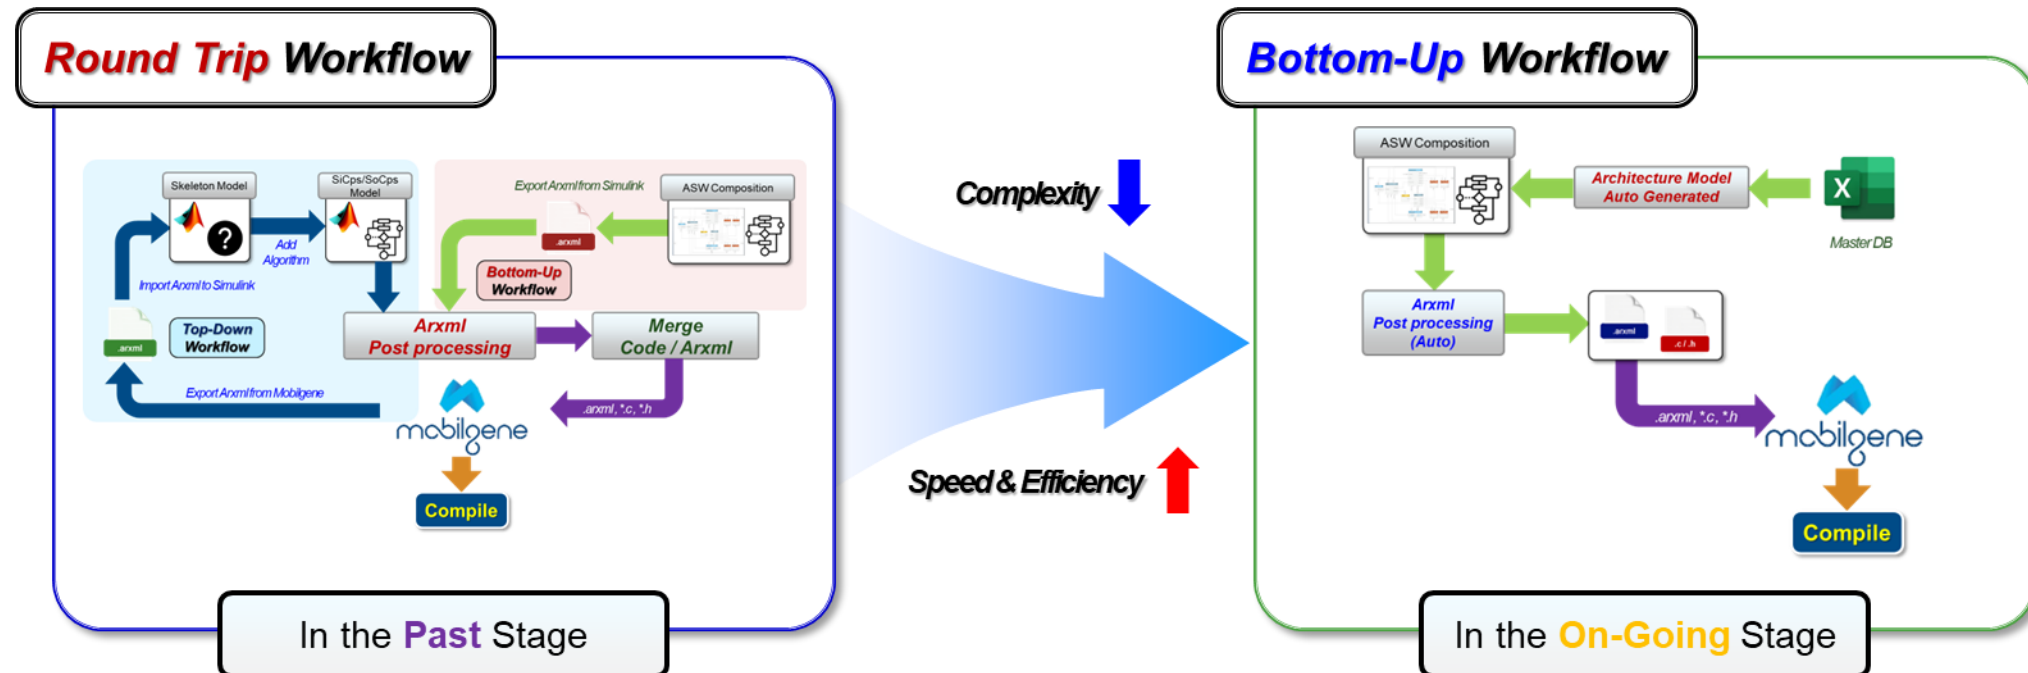 Round Trip Workflow
Skeleton Model
?
Add
Algorithm
SiCps/SoCps
Model
Import Arxml to Simulink
.arxml
Top-Down
Workflow
Export Arxml from Mobilgene
Export Arxml from Simulink
.arxml
ASW Composition
Bottom-Up
Workflow
Arxml
Post processing
Merge
Code / Arxml
.arxml, *.c, *.h
mobilgene
Compile
In the Past Stage
Complexity
Speed & Efficiency
Bottom-Up Workflow
ASW Composition
Architecture Model
Auto Generated
X
Master DB
Arxml
Post processing
(Auto)
.arxml
.c / .h
.arxml, *.c, *.h
mobilgene
Compile
In the On-Going Stage